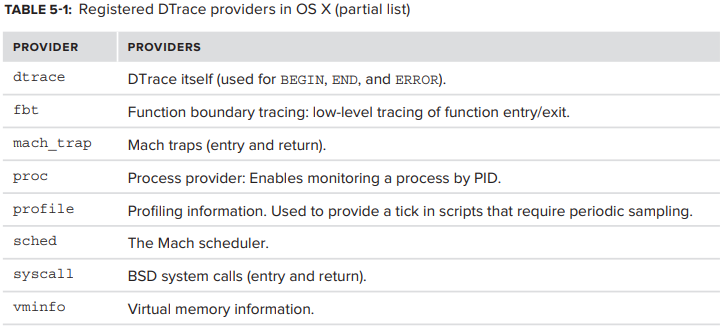 TABLE 5-1: Registered DTrace providers in OS X (partial list)
PROVIDER PROVIDERS
dtrace DTrace itself (used for BEGIN, END, and ERROR).
fbt Function boundary tracing: low-level tracing of function entry/exit.
mach_trap Mach traps (entry and return).
proc Process provider: Enables monitoring a process by PID.
profile Profiling information. Used to provide a tick in scripts that require periodic sampling.
sched The Mach scheduler.
syscall BSD system calls (entry and return).
vminfo Virtual memory information.